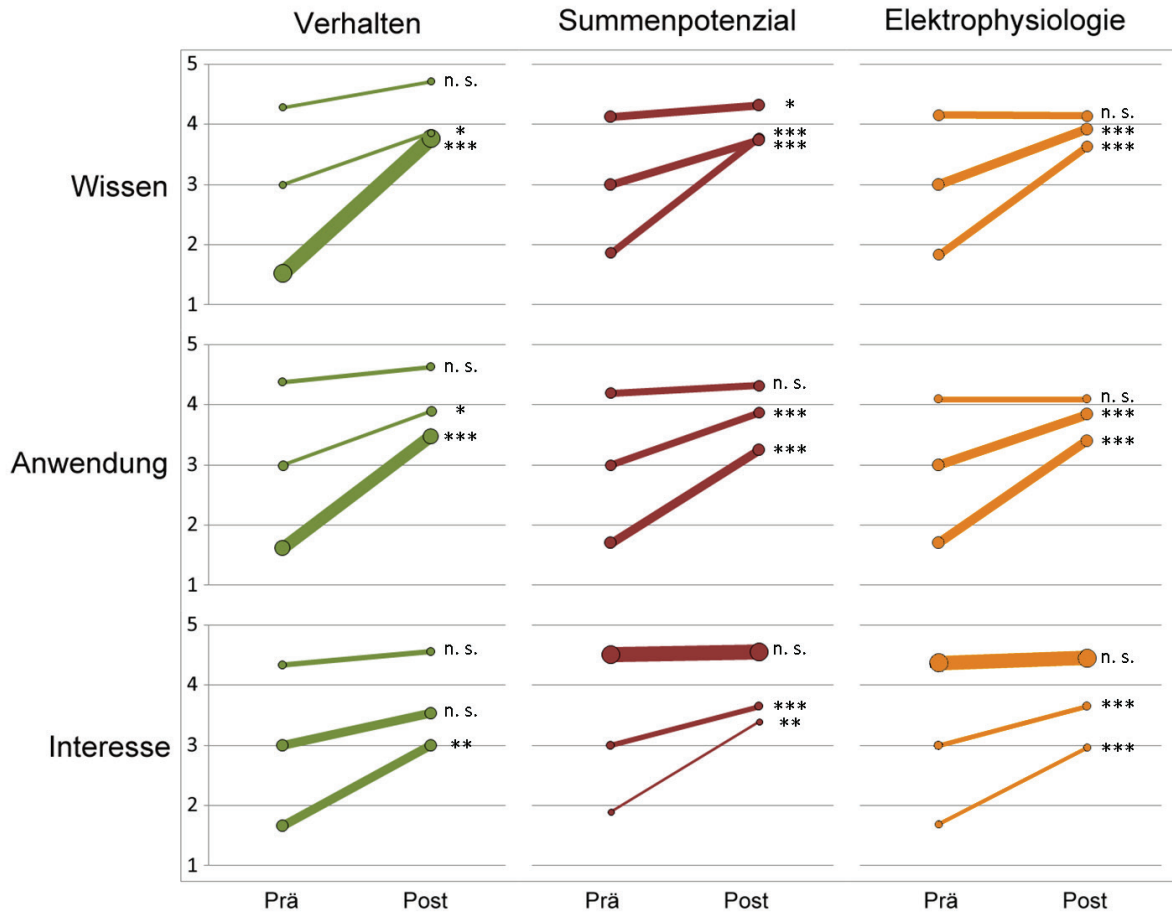 Verhalten Summenpotenzial Elektrophysiologie
5
n. s. * n. s.
4
* *** ***
*** *** ***
Wissen
3
2
1
5
n. s. n. s. n. s.
4
* *** ***
*** *** ***
Anwendung
3
2
1
5
n. s. n. s. n. s.
4
n. s. *** ***
** ** ***
Interesse
3
2
1
Prä Post Prä Post Prä Post